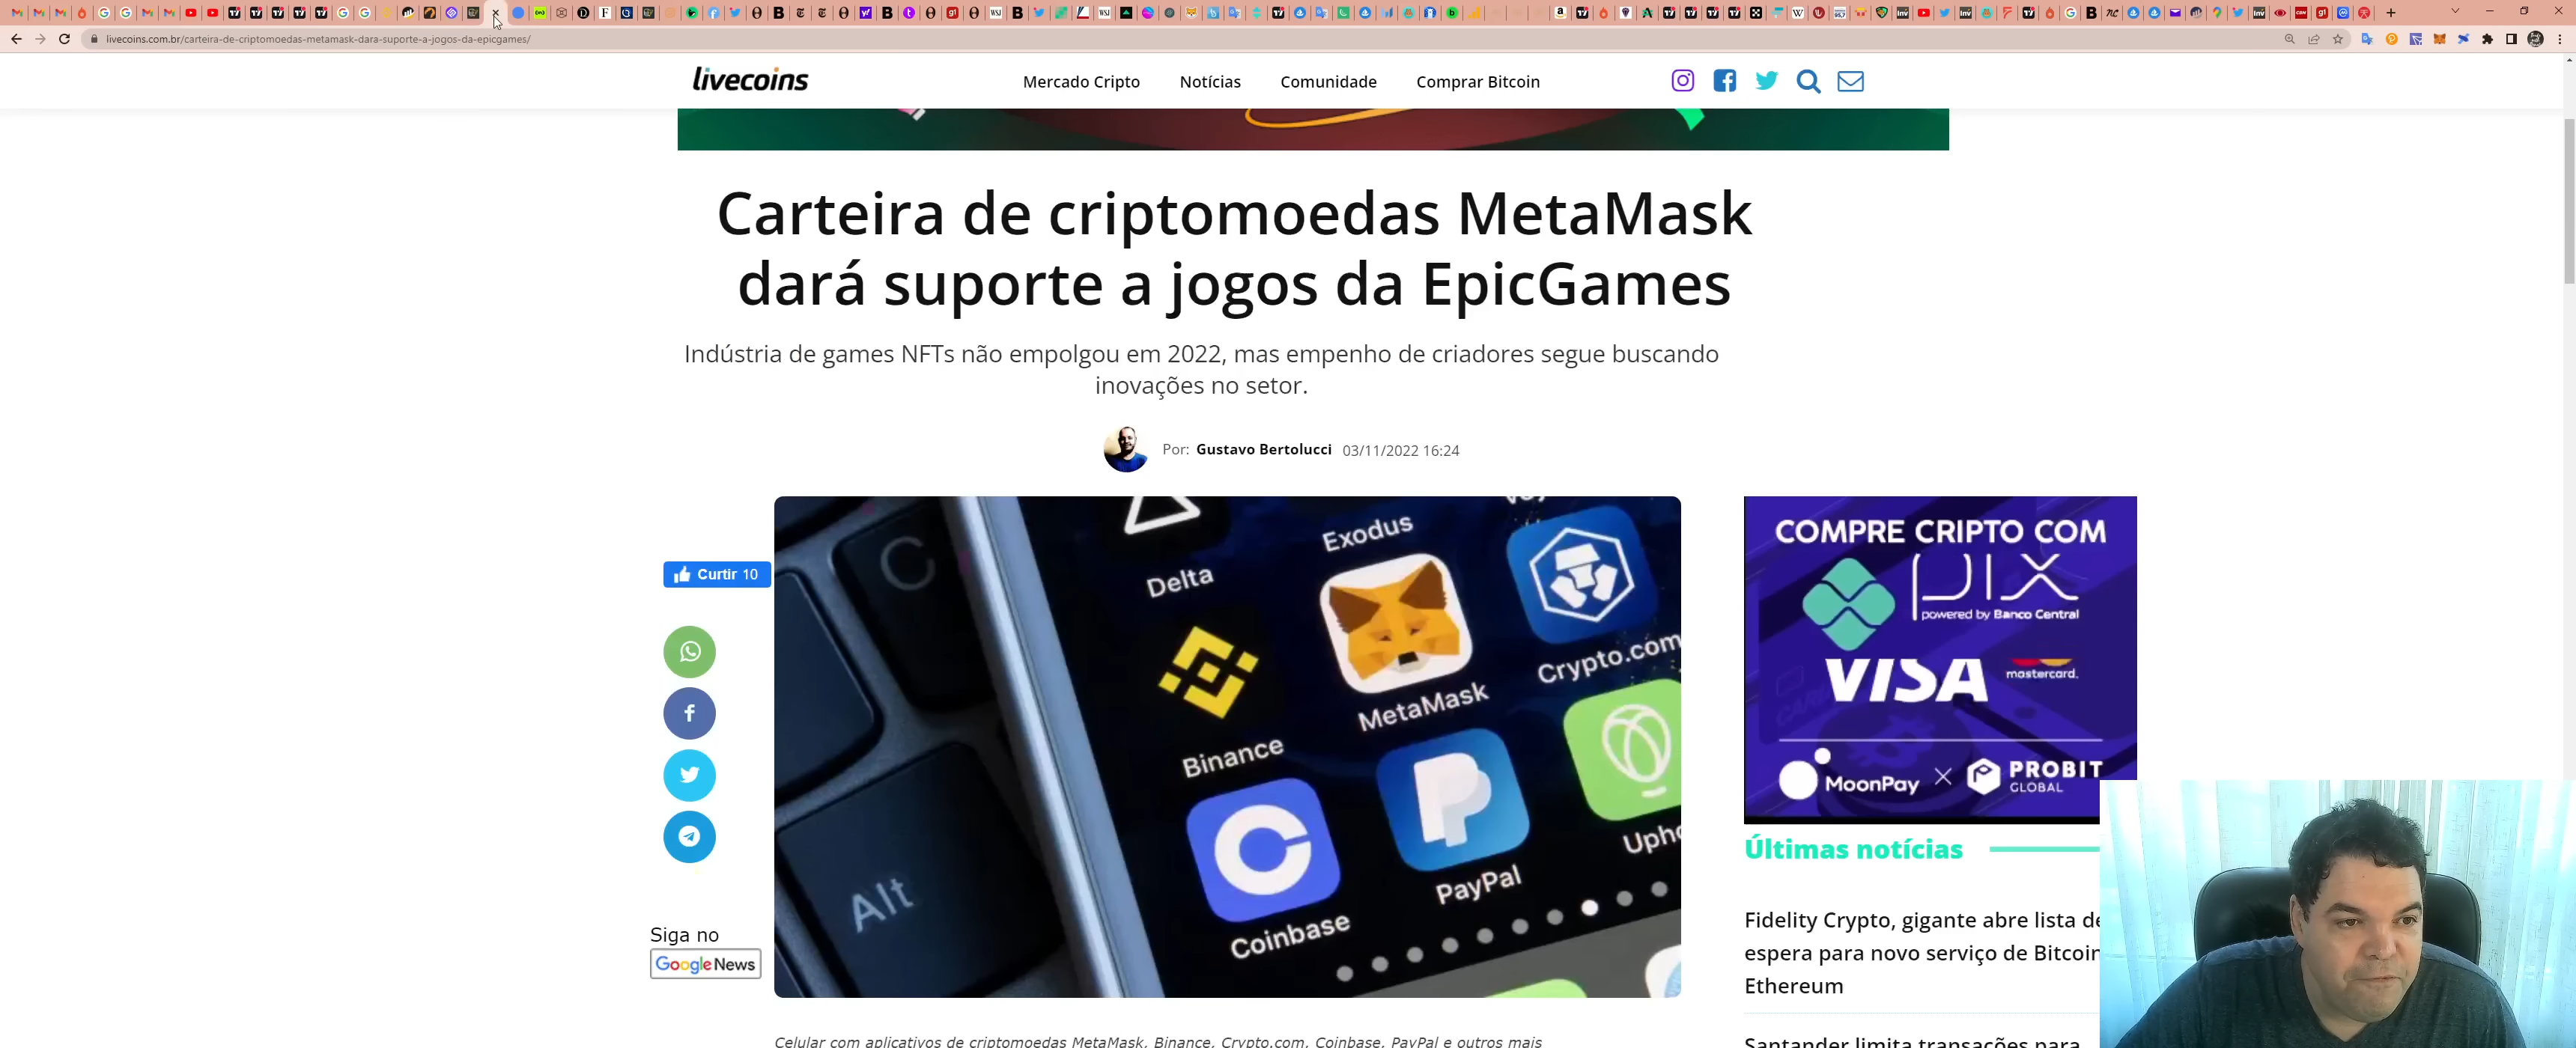 livecoins.com.br/carteira-de-criptomoedas-metamask-dara-suporte-a-jogos-da-epicgames/
livecoins
Mercado Cripto
Notícias
Comunidade
Comprar Bitcoin
Carteira de criptomoedas MetaMask
dará suporte a jogos da EpicGames
Indústria de games NFTs não empolgou em 2022, mas empenho de criadores segue buscando
inovações no setor.
Por: Gustavo Bertolucci 03/11/2022 16:24
Curtir 10
Siga no
Google News
C
Alt
Delta
Exodus
Binance
MetaMask
Crypto.com
Coinbase
PayPal
Upho
COMPRE CRIPTO COM
pix
powered by Banco Central
VISA
mastercard.
MoonPay X PROBIT
GLOBAL
Últimas notícias
Fidelity Crypto, gigante abre lista de
espera para novo serviço de Bitcoin
Ethereum
Santander limita transações para
Celular com aplicativos de criptomoedas MetaMask, Binance, Crypto.com, Coinbase, PayPal e outros mais